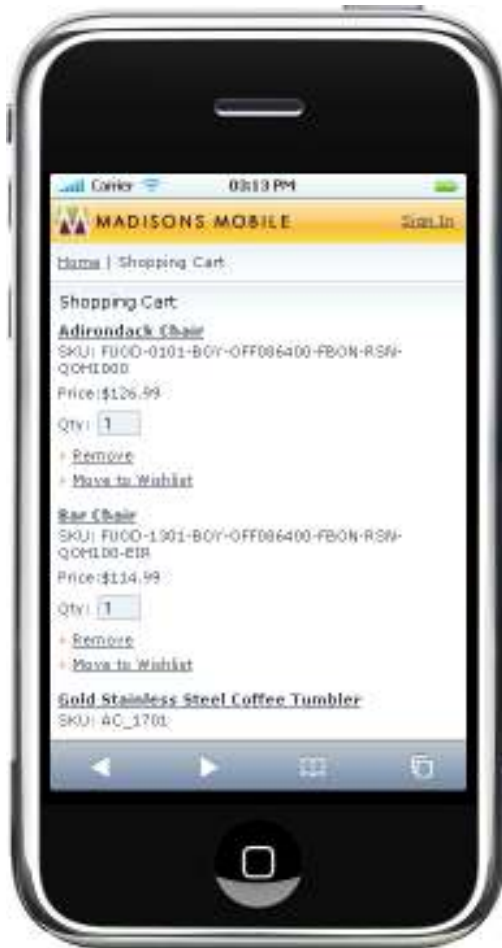 Carrier 03:13 PM
MADISONS MOBILE Sign In
Home | Shopping Cart
Shopping Cart
Adirondack Chair
SKU: FUOD-0101-BOY-OFF086400-FBON-RSN-
QOH1000
Price:$126.99
Qty: 1
Remove
Move to Wishlist
Bar Chair
SKU: FUOD-1301-BOY-OFF086400-FBON-RSN-
QOH100-EIR
Price:$114.99
Qty: 1
Remove
Move to Wishlist
Gold Stainless Steel Coffee Tumbler
SKU: AC_1701